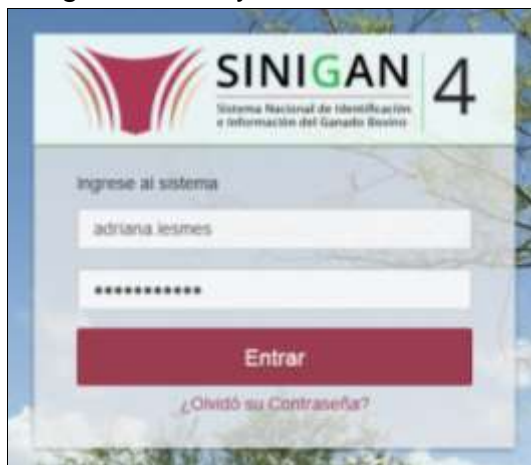 SINIGAN 4
Sistema Nacional de Identificación
e Información del Ganado Bovino
Ingrese al sistema
adriana.lesmes
•••••••••••
Entrar
¿Olvidó su Contraseña?